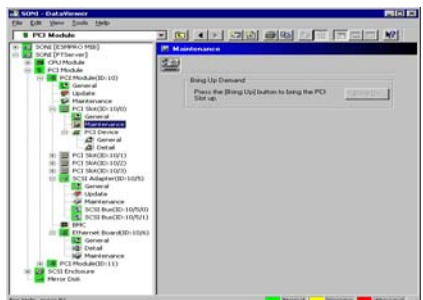 SONI - DataViewer
File Edit View Tools Help
PCI Module
SONI [ESMPRO MIB]
SONI [FTServer]
CPU Module
PCI Module
PCI Module(ID:10)
General
Update
Maintenance
PCI Slot(ID:10/0)
General
Maintenance
PCI Device
General
Detail
PCI Slot(ID:10/1)
PCI Slot(ID:10/2)
PCI Slot(ID:10/3)
SCSI Adapter(ID:10/5)
General
Update
Maintenance
SCSI Bus(ID:10/5/0)
SCSI Bus(ID:10/5/1)
BMC
Ethernet Board(ID:10/6)
General
Detail
Maintenance
PCI Module(ID:11)
SCSI Enclosure
Mirror Disk
Maintenance
Bring Up Demand
Press the [Bring Up] button to bring the PCI
Slot up.